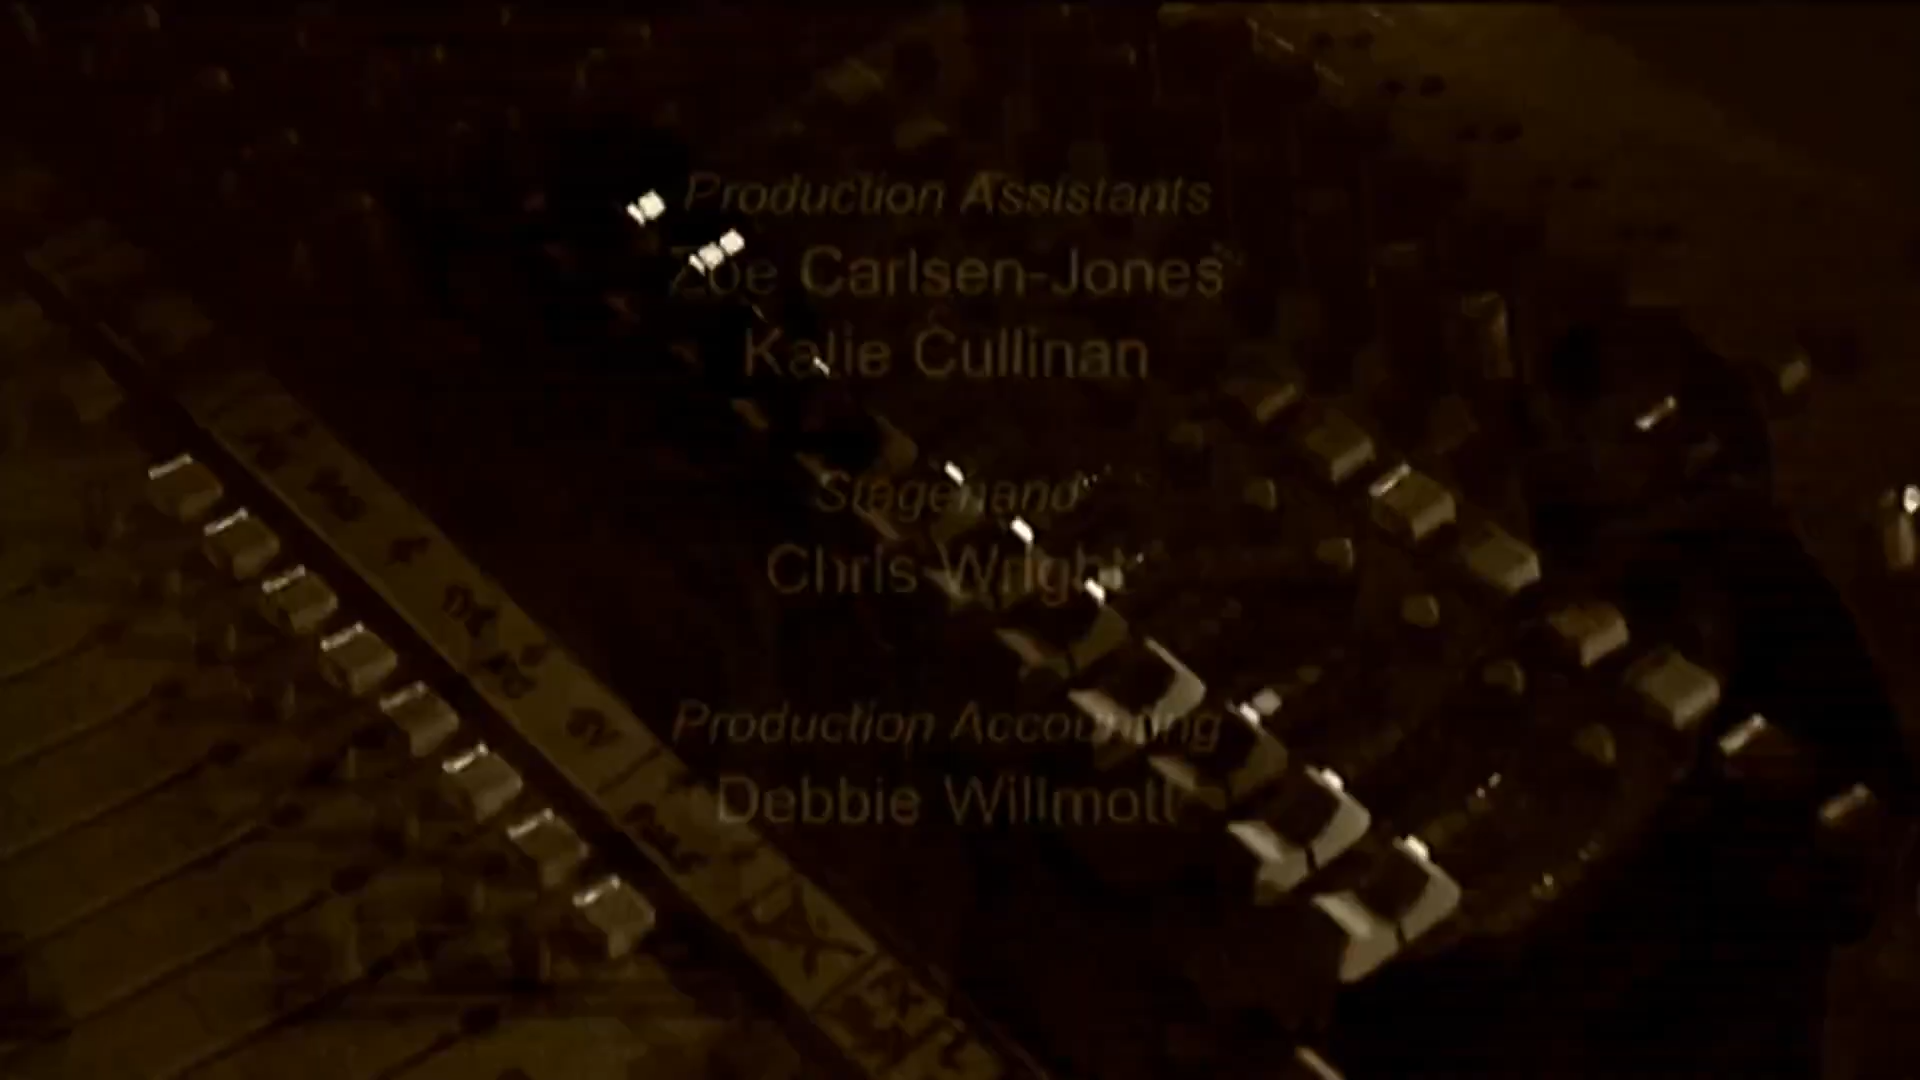 Production Assistants
Zoe Carlsen-Jones
Katie Cullinan
Stagehand
Chris Wright
Production Accounting
Debbie Willmott